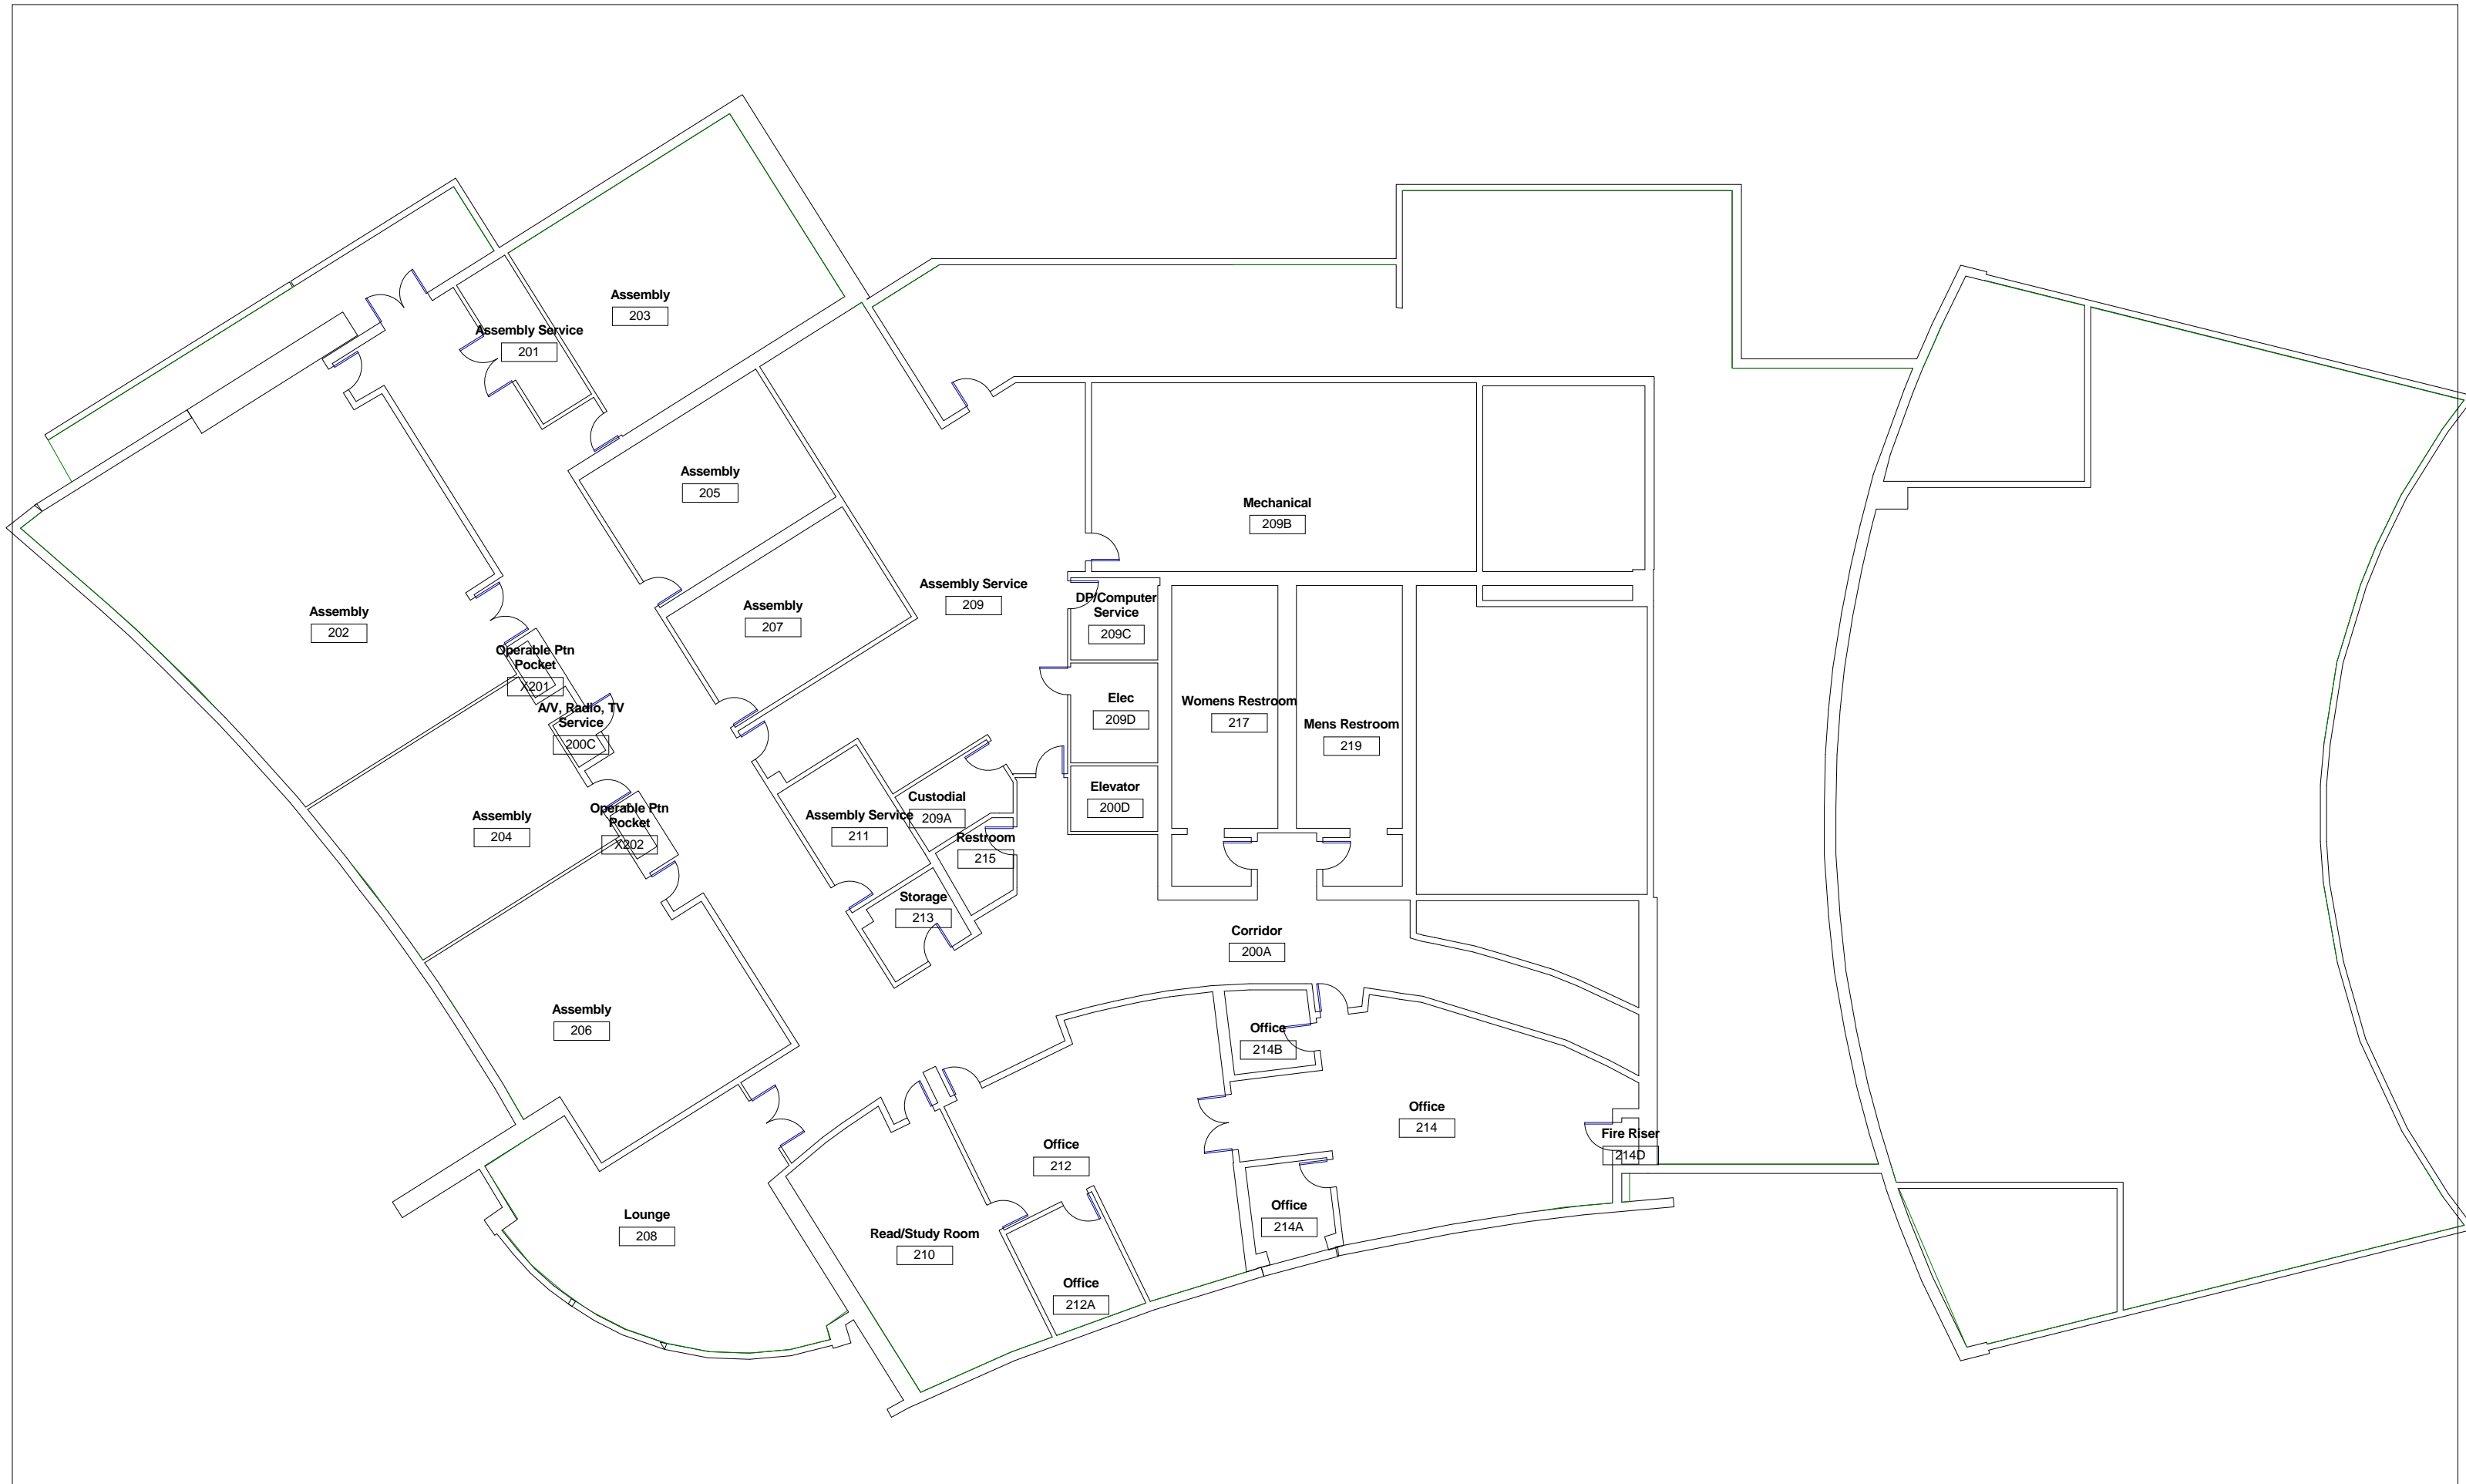 Assembly
203
Assembly Service
201
Assembly
205
Mechanical
209B
Assembly Service
209
DP/Computer
Service
209C
Assembly
202
Assembly
207
Operable Ptn
Pocket
X201
A/V, Radio, TV
Service
200C
Elec
209D
Womens Restroom
217
Mens Restroom
219
Elevator
200D
Custodial
209A
Operable Ptn
Pocket
X202
Assembly
204
Assembly Service
211
Restroom
215
Storage
213
Corridor
200A
Assembly
206
Office
214B
Office
214
Fire Riser
214D
Office
212
Office
214A
Lounge
208
Read/Study Room
210
Office
212A